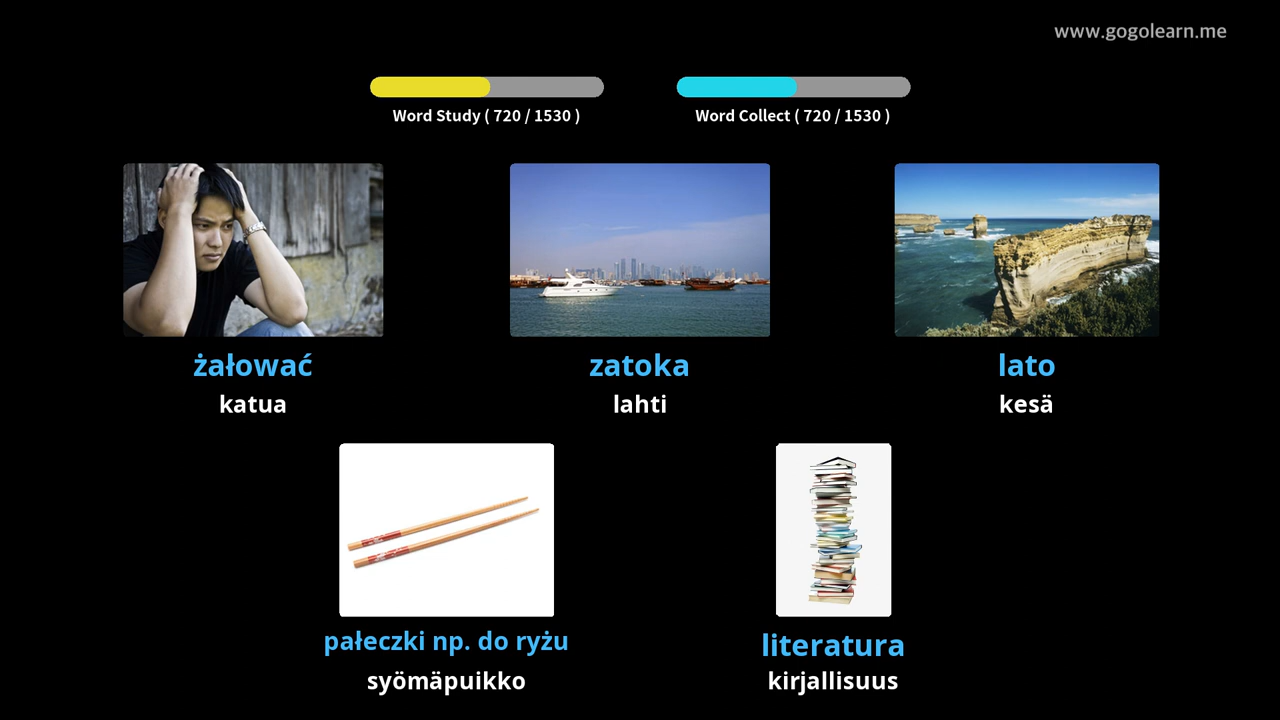 www.gogolearn.me
Word Study ( 720 / 1530 )
Word Collect ( 720 / 1530 )
żałować
katua
zatoka
lahti
lato
kesä
pałeczki np. do ryżu
syömäpuikko
literatura
kirjallisuus